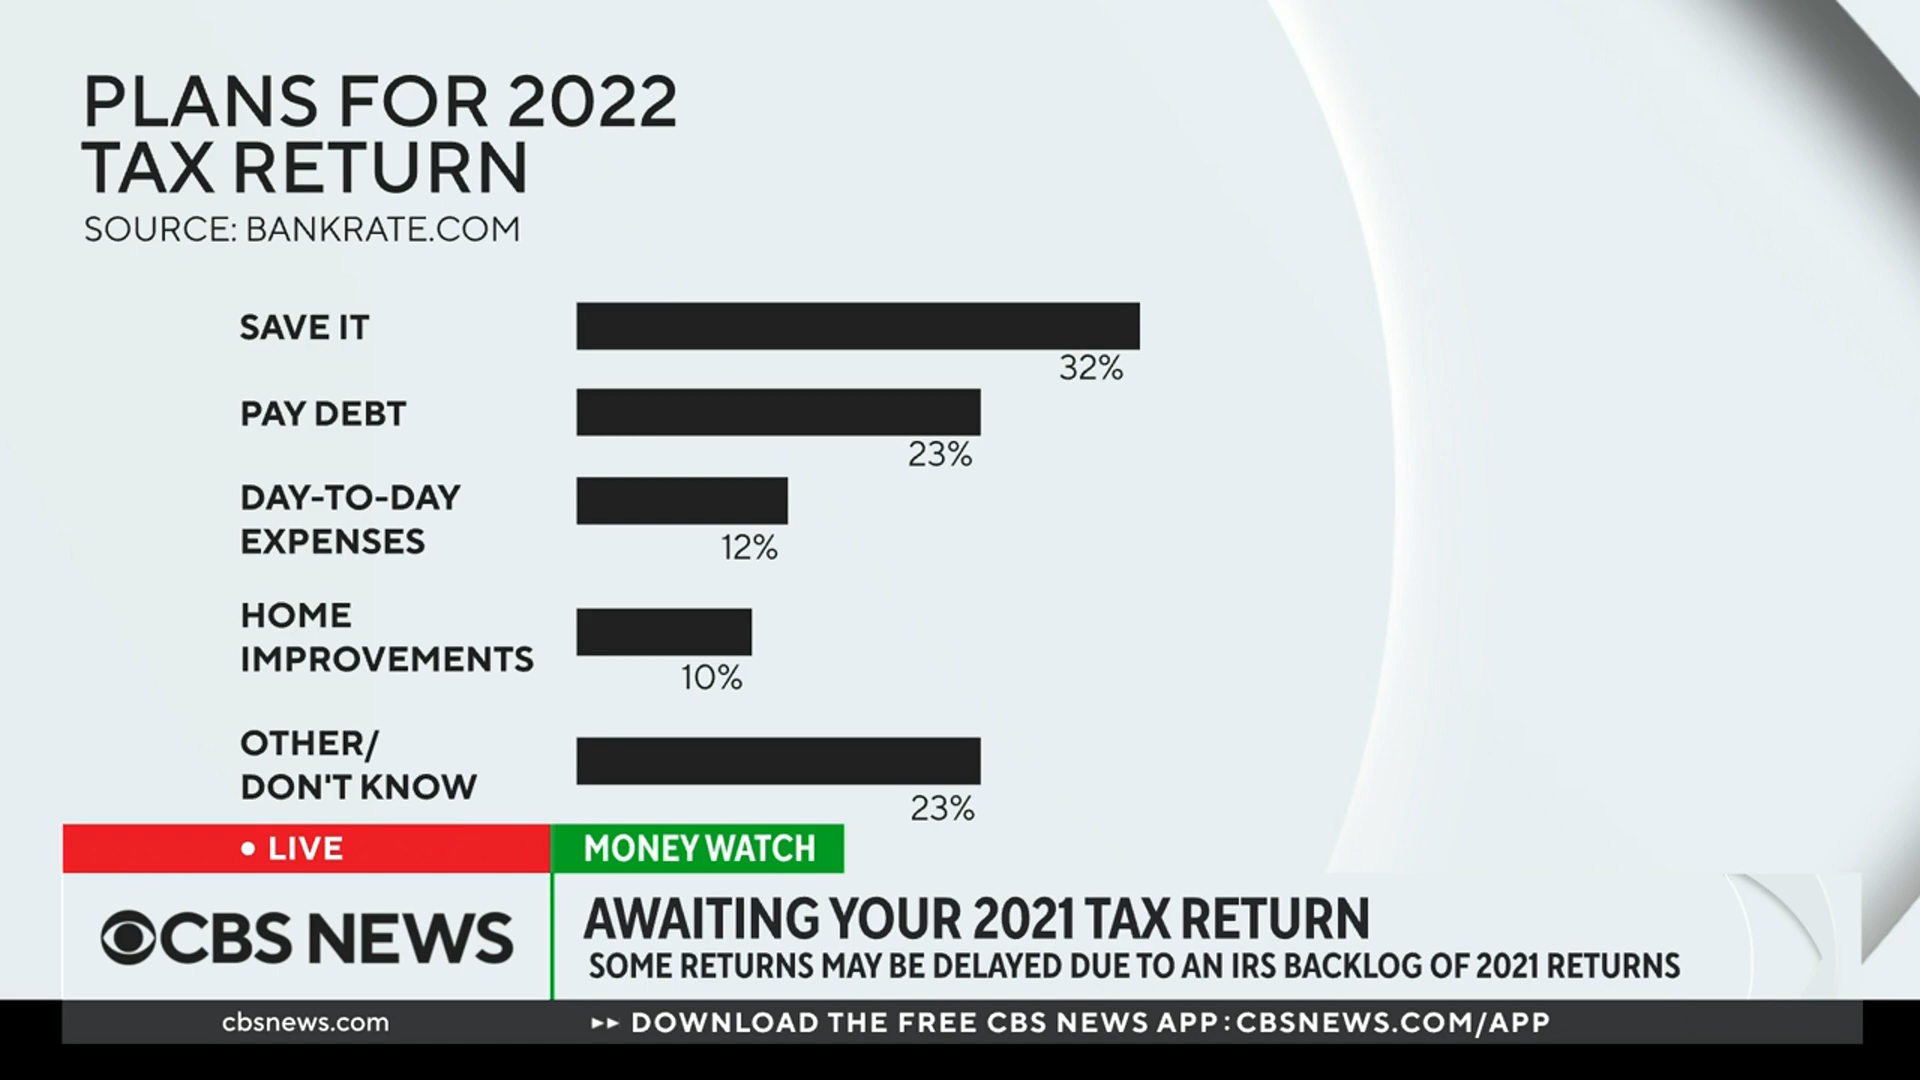 PLANS FOR 2022
TAX RETURN
SOURCE: BANKRATE.COM
SAVE IT
32%
PAY DEBT
23%
DAY-TO-DAY
EXPENSES
12%
HOME
IMPROVEMENTS
10%
OTHER/
DON'T KNOW
23%
LIVE
MONEY WATCH
CBS NEWS
AWAITING YOUR 2021 TAX RETURN
SOME RETURNS MAY BE DELAYED DUE TO AN IRS BACKLOG OF 2021 RETURNS
cbsnews.com
DOWNLOAD THE FREE CBS NEWS APP: CBSNEWS.COM/APP